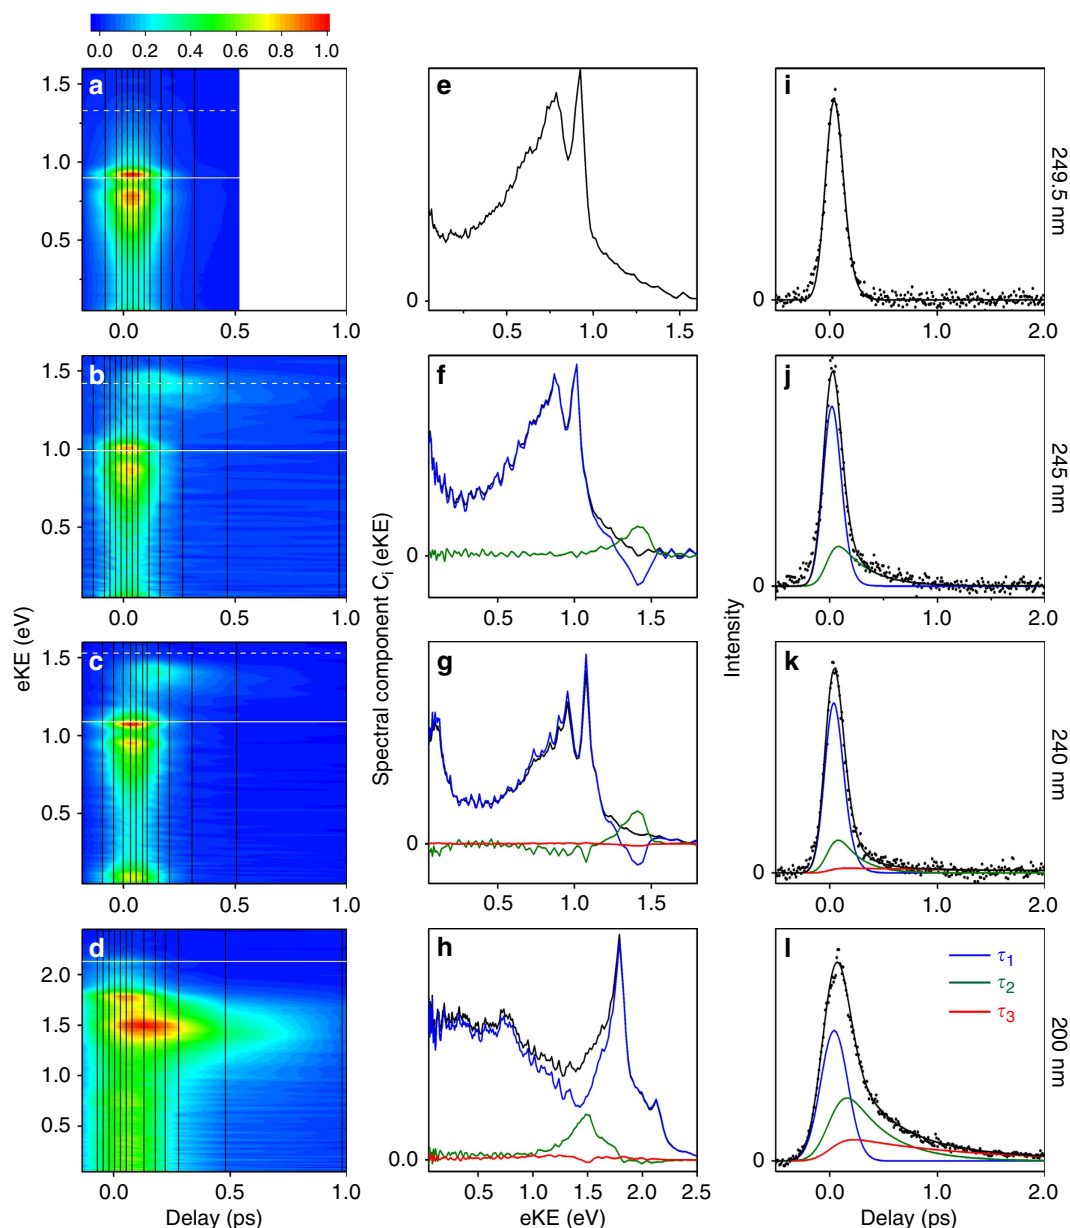 0.0 0.2 0.4 0.6 0.8 1.0
a
1.5
1.0
0.5
0.0 0.5 1.0
e
0
0.5 1.0 1.5
i
0
0.0 1.0 2.0
249.5 nm
b
1.5
1.0
0.5
0.0 0.5 1.0
f
0
0.5 1.0 1.5
j
0
0.0 1.0 2.0
245 nm
eKE (eV)
Spectral component C_i (eKE)
Intensity
c
1.5
1.0
0.5
0.0 0.5 1.0
g
0
0.5 1.0 1.5
k
0
0.0 1.0 2.0
240 nm
d
2.0
1.5
1.0
0.5
0.0 0.5 1.0
Delay (ps)
h
0.0
0.5 1.0 1.5 2.0 2.5
eKE (eV)
l
τ1
τ2
τ3
0
0.0 1.0 2.0
Delay (ps)
200 nm